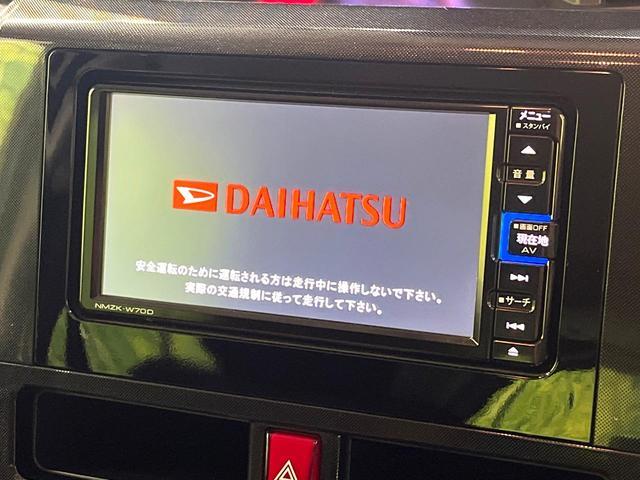 DAIHATSU
安全運転のために運転される方は走行中に操作しないで下さい。
実際の交通規制に従って走行して下さい。
NMZK-W70D
メニュー
スタンバイ
音量
画面OFF
現在地
AV
サーチ